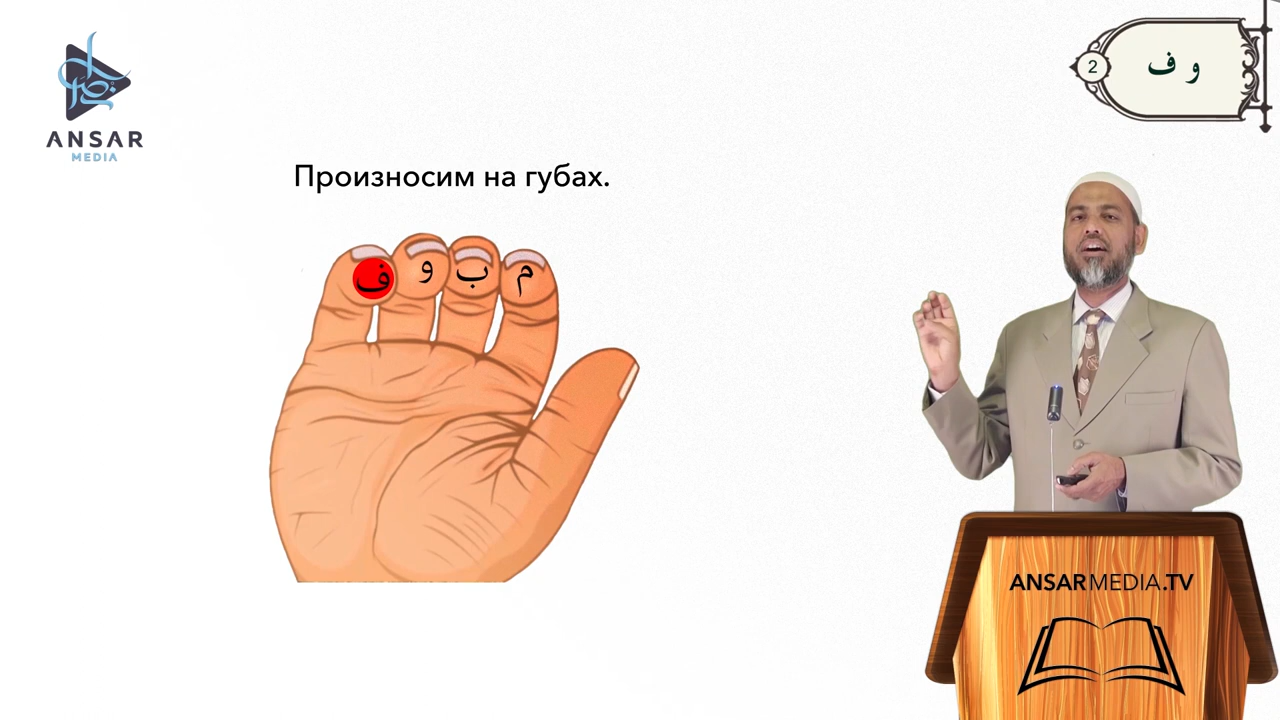 ANSAR
MEDIA
2
و ف
Произносим на губах.
ف و ب م
ANSARMEDIA.TV